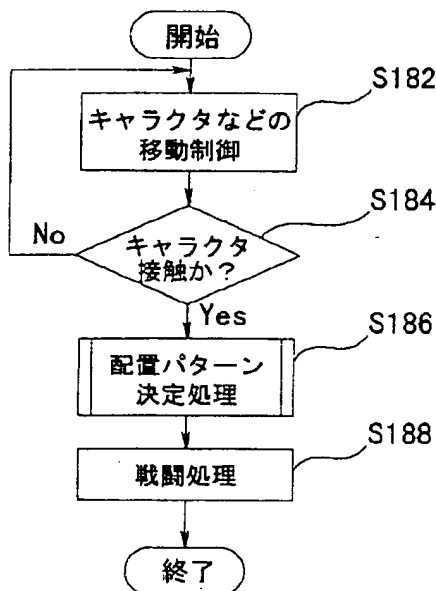 開始
S182
キャラクタなどの
移動制御
S184
No
キャラクタ
接触か?
Yes
S186
配置パターン
決定処理
S188
戦闘処理
終了